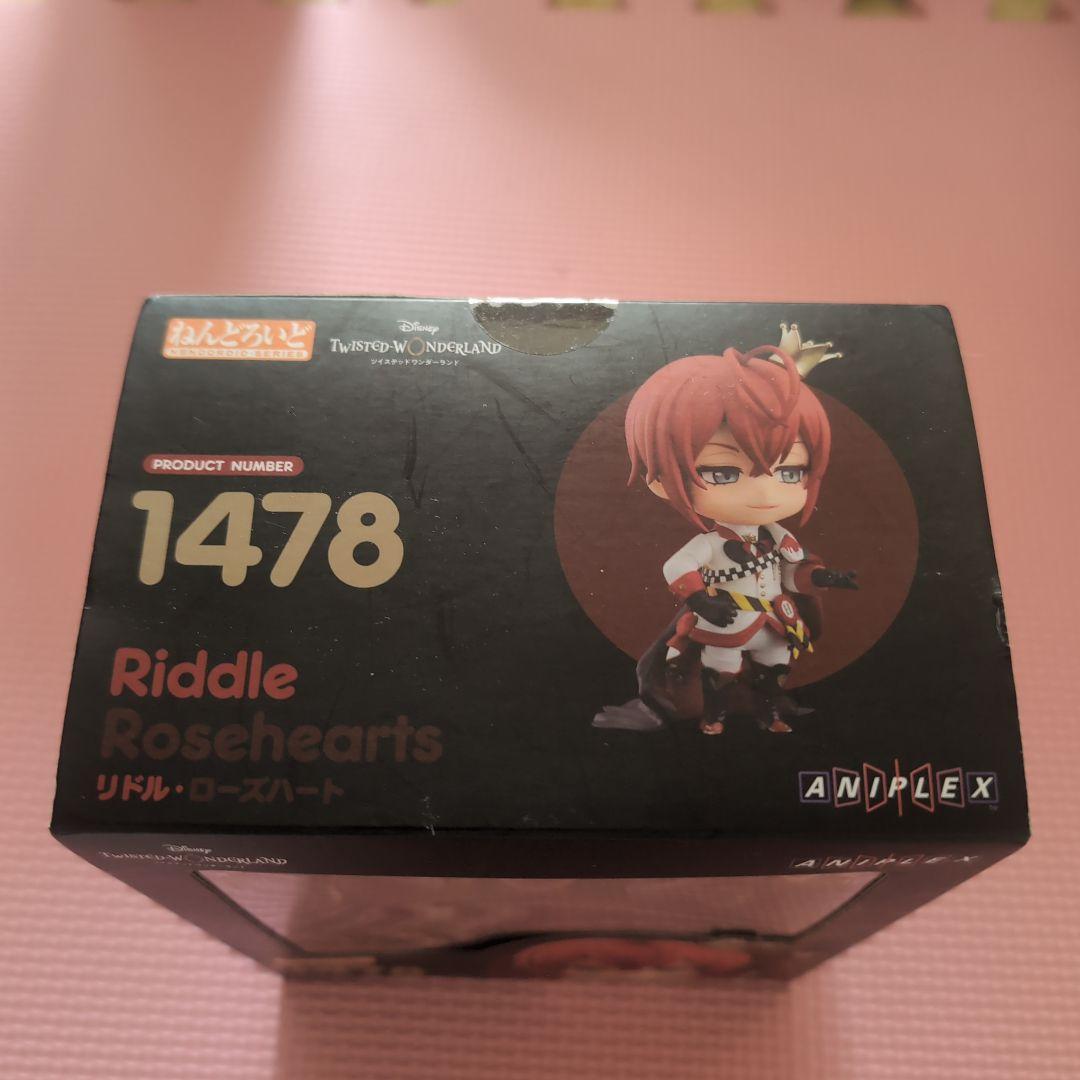 ねんどろいど
NENDOROID-SERIES
Disney
TWISTED-WONDERLAND
ツイステッドワンダーランド
PRODUCT NUMBER
1478
Riddle
Rosehearts
リドル・ローズハート
ANIPLEX
Disney
TWISTED-WONDERLAND
ANIPLEX